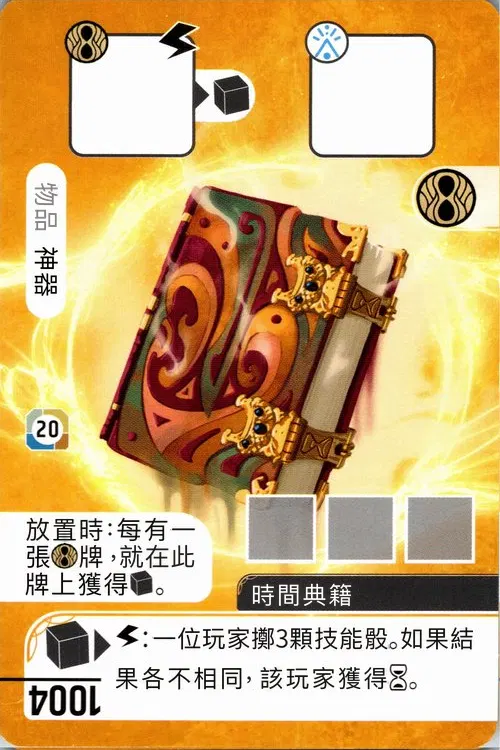 物品 神器
20
放置時:每有一
張牌,就在此
牌上獲得。
時間典籍
:一位玩家擲3顆技能骰。如果結
果各不相同,該玩家獲得。
1004